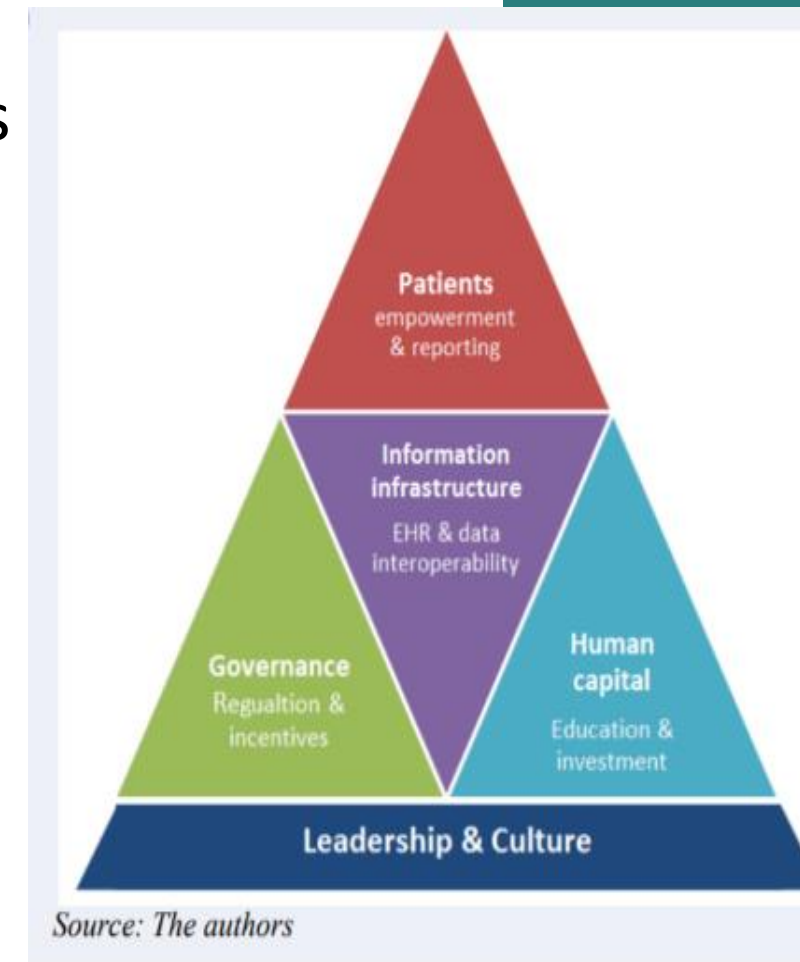 s
Patients
empowerment
& reporting
Information
infrastructure
EHR & data
interoperability
Governance
Regualtion &
incentives
Human
capital
Education &
investment
Leadership & Culture
Source: The authors